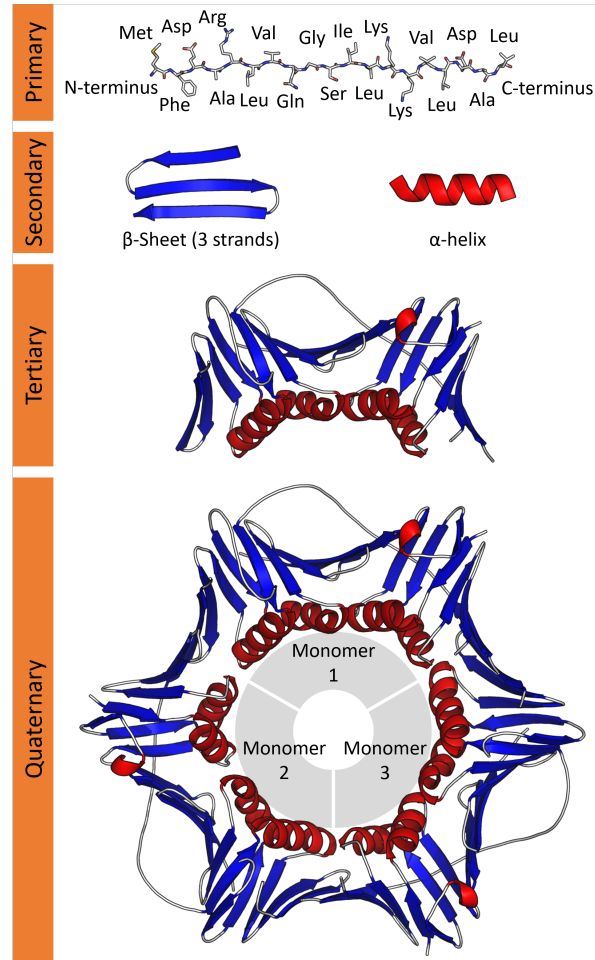 Primary
Met Asp Arg Val Gly Ile Lys Val Asp Leu
N-terminus C-terminus
Phe Ala Leu Gln Ser Leu Lys Leu Ala
Secondary
β-Sheet (3 strands) α-helix
Tertiary
Quaternary
Monomer
1
Monomer
2
Monomer
3